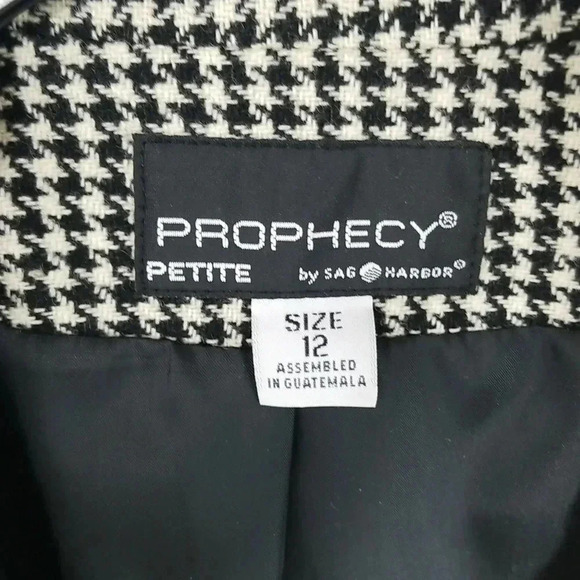 PROPHECY®
PETITE by SAG HARBOR®
SIZE
12
ASSEMBLED
IN GUATEMALA